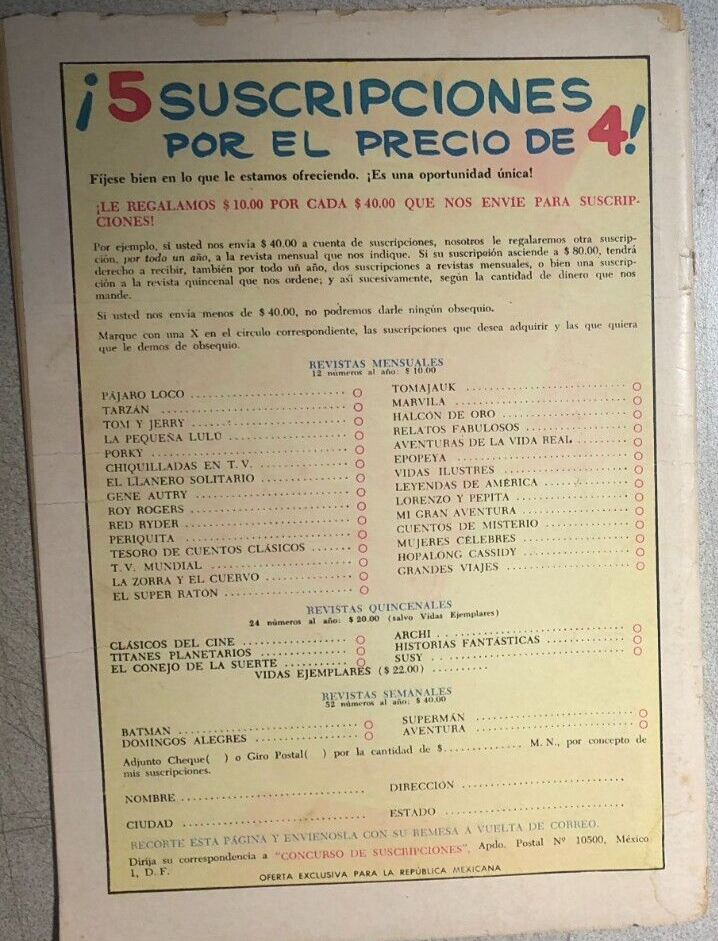 ¡5 SUSCRIPCIONES
POR EL PRECIO DE 4!
Fíjese bien en lo que le estamos ofreciendo. ¡Es una oportunidad única!
¡LE REGALAMOS $ 10.00 POR CADA $ 40.00 QUE NOS ENVÍE PARA SUSCRIP-
CIONES!
Por ejemplo, si usted nos envía $ 40.00 a cuenta de suscripciones, nosotros le regalaremos otra suscrip-
ción, por todo un año, a la revista mensual que nos indique. Si su suscripción asciende a $ 80.00, tendrá
derecho a recibir, también por todo un año, dos suscripciones a revistas mensuales, o bien una suscrip-
ción a la revista quincenal que nos ordene; y así sucesivamente, según la cantidad de dinero que nos
mande.
Si usted nos envía menos de $ 40.00, no podremos darle ningún obsequio.
Marque con una X en el círculo correspondiente, las suscripciones que desea adquirir y las que quiera
que le demos de obsequio.
REVISTAS MENSUALES
12 números al año: $ 10.00
PÁJARO LOCO
TARZÁN
TOM Y JERRY
LA PEQUEÑA LULÚ
PORKY
CHIQUILLADAS EN T. V.
EL LLANERO SOLITARIO
GENE AUTRY
ROY ROGERS
RED RYDER
PERIQUITA
TESORO DE CUENTOS CLÁSICOS
T. V. MUNDIAL
LA ZORRA Y EL CUERVO
EL SUPER RATÓN
TOMAJAUK
MARVILA
HALCÓN DE ORO
RELATOS FABULOSOS
AVENTURAS DE LA VIDA REAL
EPOPEYA
VIDAS ILUSTRES
LEYENDAS DE AMÉRICA
LORENZO Y PEPITA
MI GRAN AVENTURA
CUENTOS DE MISTERIO
MUJERES CÉLEBRES
HOPALONG CASSIDY
GRANDES VIAJES
REVISTAS QUINCENALES
24 números al año: $ 20.00 (salvo Vidas Ejemplares)
CLÁSICOS DEL CINE
TITANES PLANETARIOS
EL CONEJO DE LA SUERTE
ARCHI
HISTORIAS FANTÁSTICAS
SUSY
VIDAS EJEMPLARES ($ 22.00)
REVISTAS SEMANALES
52 números al año: $ 40.00
BATMAN
DOMINGOS ALEGRES
SUPERMÁN
AVENTURA
Adjunto Cheque( ) o Giro Postal( ) por la cantidad de $.............. M. N., por concepto de
mis suscripciones.
NOMBRE
DIRECCIÓN
CIUDAD
ESTADO
RECORTE ESTA PÁGINA Y ENVIENOSLA CON SU REMESA A VUELTA DE CORREO.
Dirija su correspondencia a "CONCURSO DE SUSCRIPCIONES", Apdo. Postal Nº 10500, México
1, D. F.
OFERTA EXCLUSIVA PARA LA REPÚBLICA MEXICANA